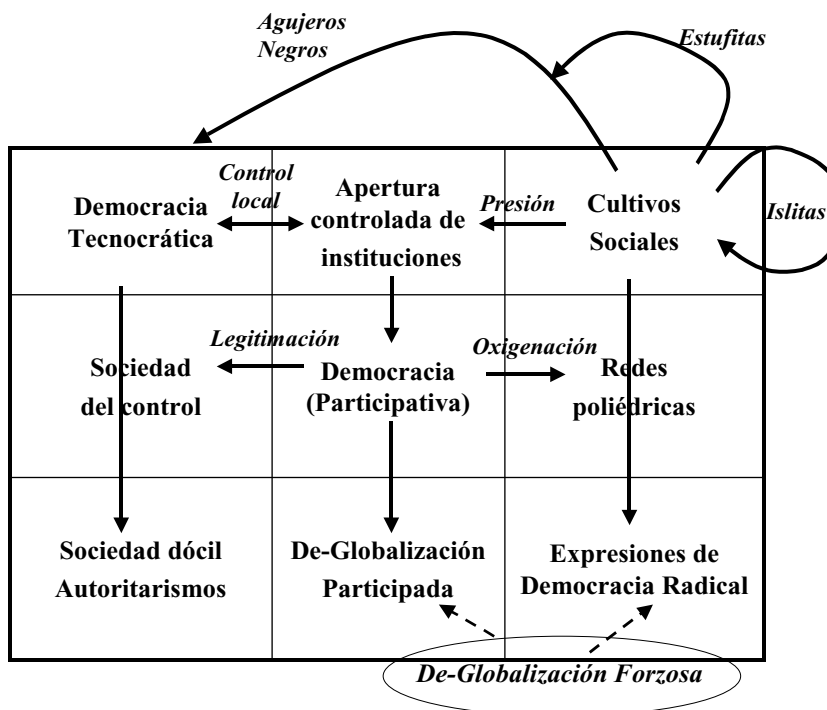 Agujeros
Negros
Estufitas
Control
local
Democracia
Tecnocrática
Apertura
controlada de
instituciones
Presión
Cultivos
Sociales
Islitas
Legitimación
Sociedad
del control
Democracia
(Participativa)
Oxigenación
Redes
poliédricas
Sociedad dócil
Autoritarismos
De-Globalización
Participada
Expresiones de
Democracia Radical
De-Globalización Forzosa